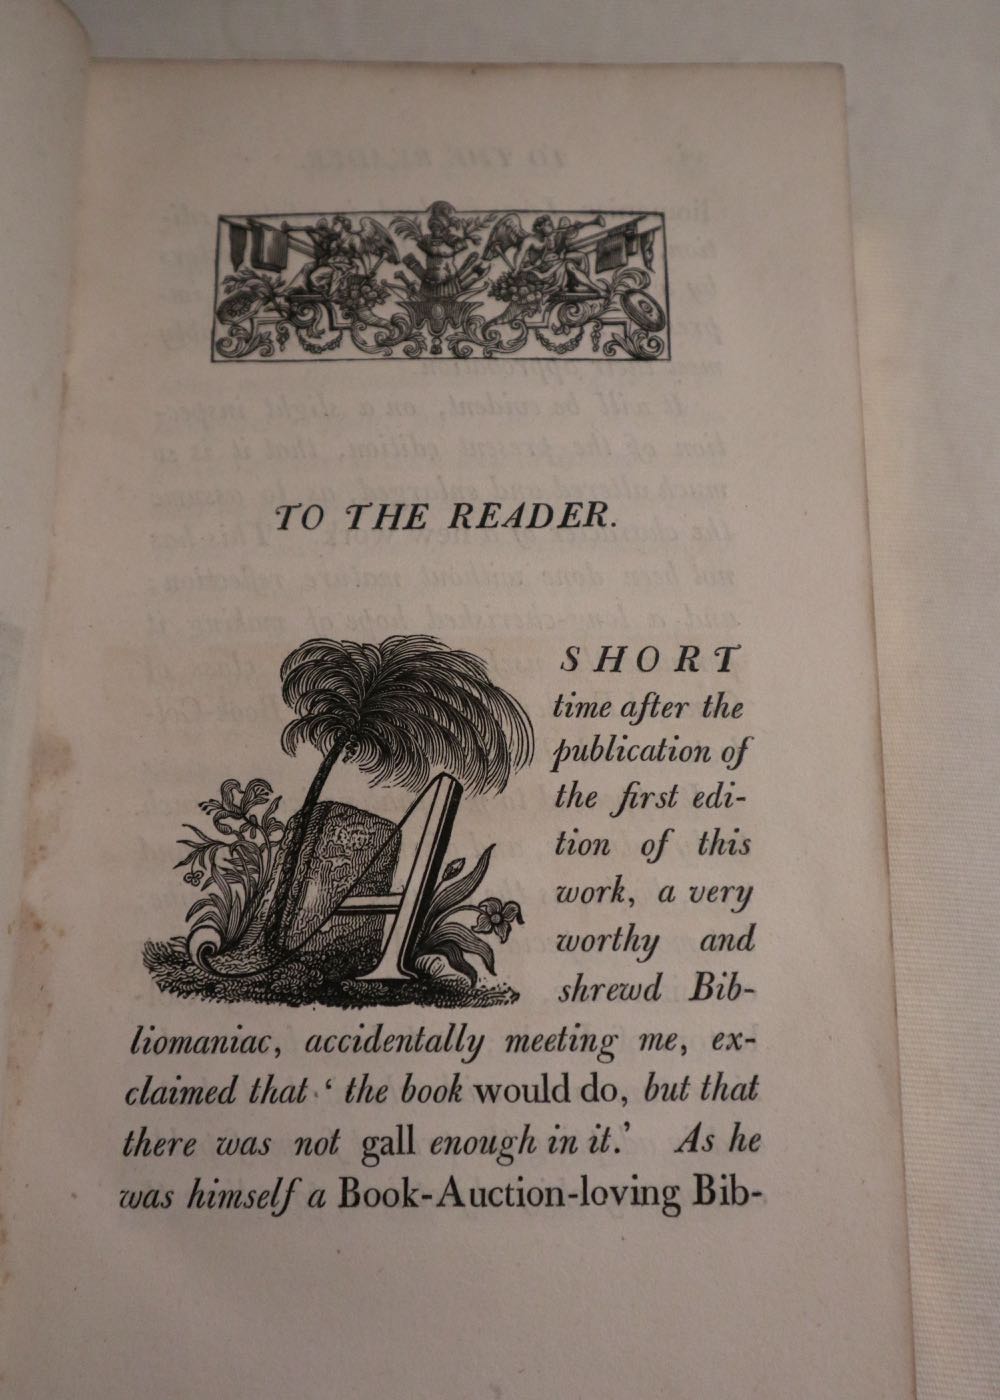 TO THE READER.
A SHORT
time after the
publication of
the first edi-
tion of this
work, a very
worthy and
shrewd Bib-
liomaniac, accidentally meeting me, ex-
claimed that ‘ the book would do, but that
there was not gall enough in it.’ As he
was himself a Book-Auction-loving Bib-